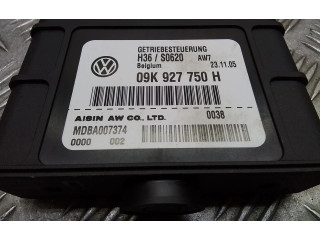 GETRIEBESTEUERUNG
H36 / S0620 AW7
Belgium 23.11.05
09K 927 750 H
0038
AISIN AW CO., LTD.
MDBA007374
0000 002